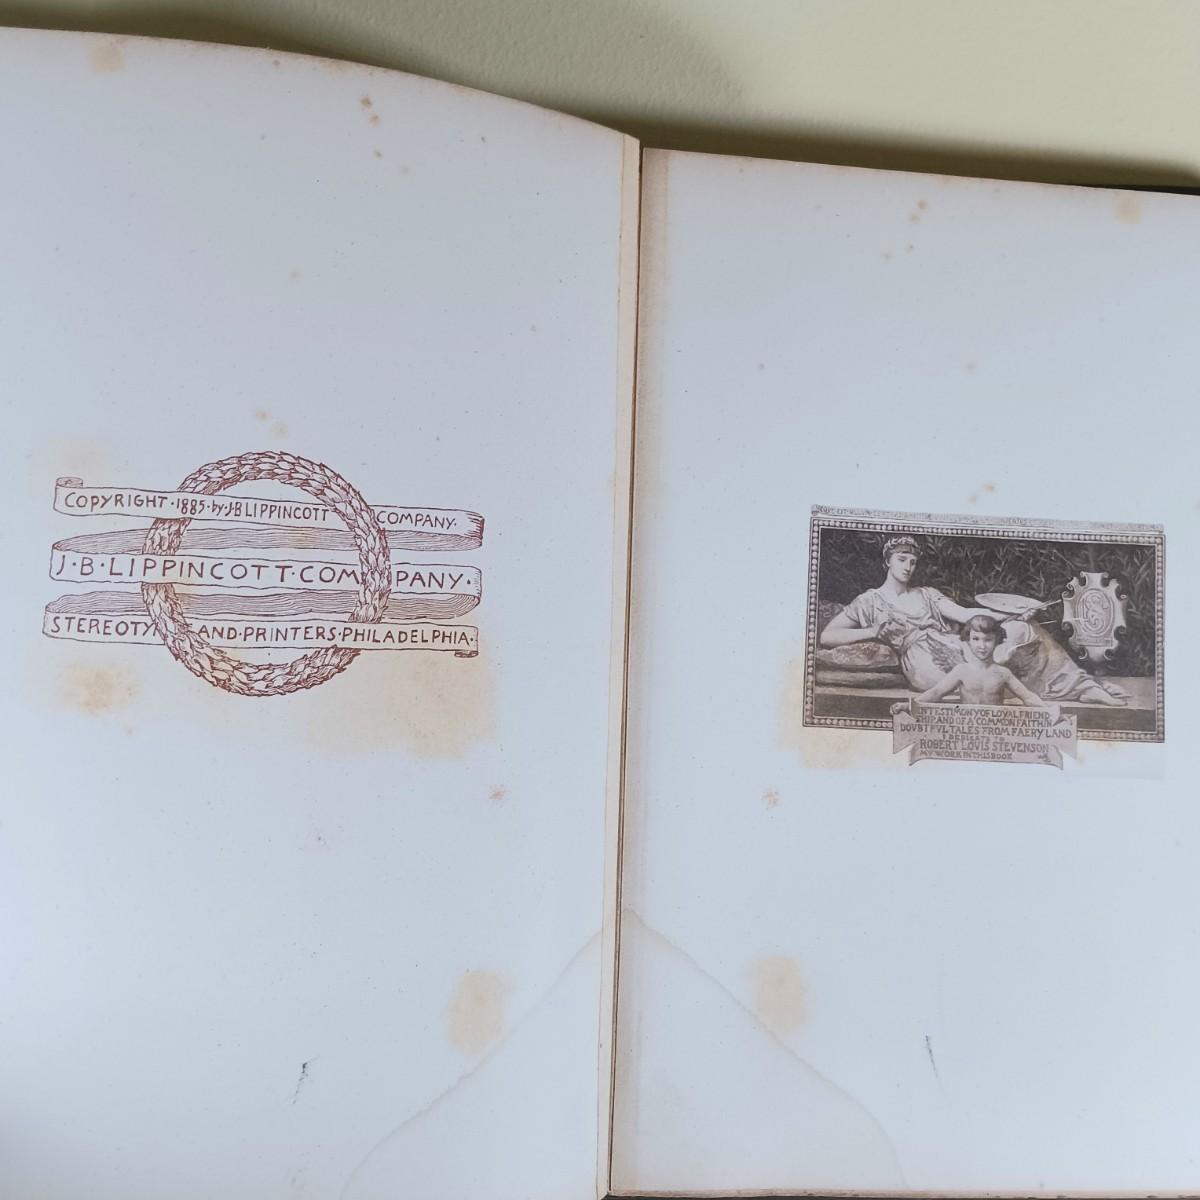 COPYRIGHT·1885·by·J·B LIPPINCOTT COMPANY.
J·B·LIPPINCOTT·COMPANY·
STEREOTY AND·PRINTERS·PHILADELPHIA·
IN TESTIMONY OF LOYAL FRIEND
SHIP AND OF A COMMON FAITH IN
DOUBTFUL TALES FROM FAERY LAND
I DEDICATE TO
ROBERT LOVIS STEVENSON
MY WORK IN THIS BOOK